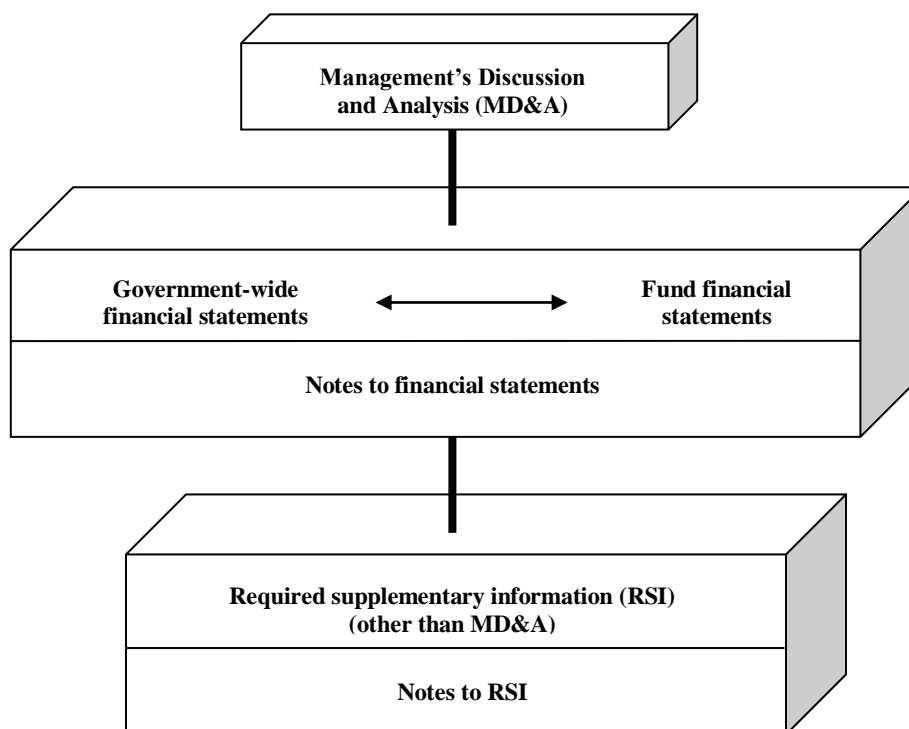 Management’s Discussion
and Analysis (MD&A)
Government-wide
financial statements
Fund financial
statements
Notes to financial statements
Required supplementary information (RSI)
(other than MD&A)
Notes to RSI